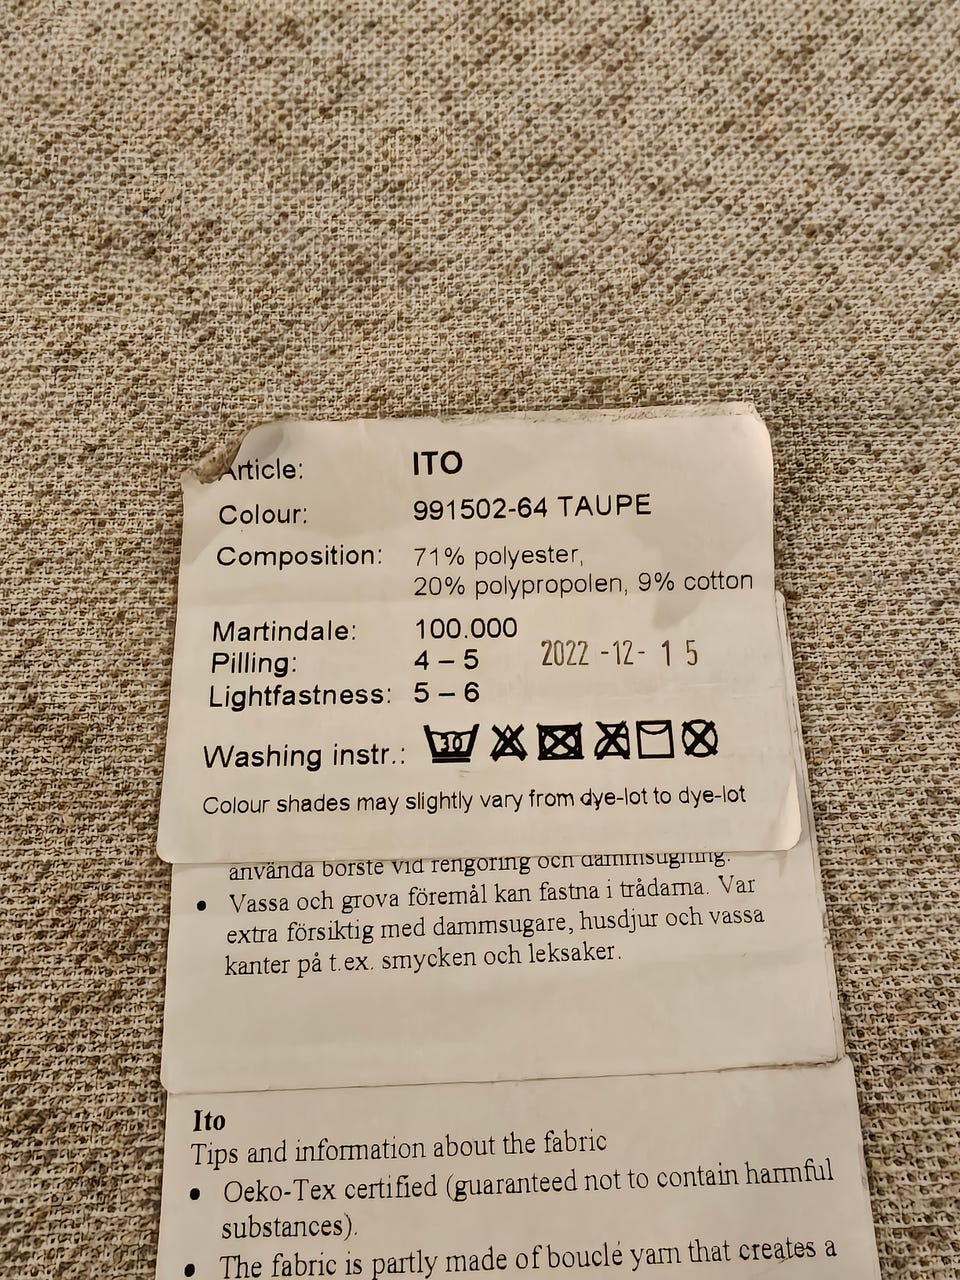 Article: ITO
Colour: 991502-64 TAUPE
Composition: 71% polyester,
20% polypropolen, 9% cotton
Martindale: 100.000
Pilling: 4 – 5 2022 -12- 1 5
Lightfastness: 5 – 6
Washing instr.: 30
Colour shades may slightly vary from dye-lot to dye-lot
använda borste vid rengöring och dammsugning.
• Vassa och grova föremål kan fastna i trådarna. Var
extra försiktig med dammsugare, husdjur och vassa
kanter på t.ex. smycken och leksaker.
Ito
Tips and information about the fabric
• Oeko-Tex certified (guaranteed not to contain harmful
substances).
• The fabric is partly made of bouclé yarn that creates a